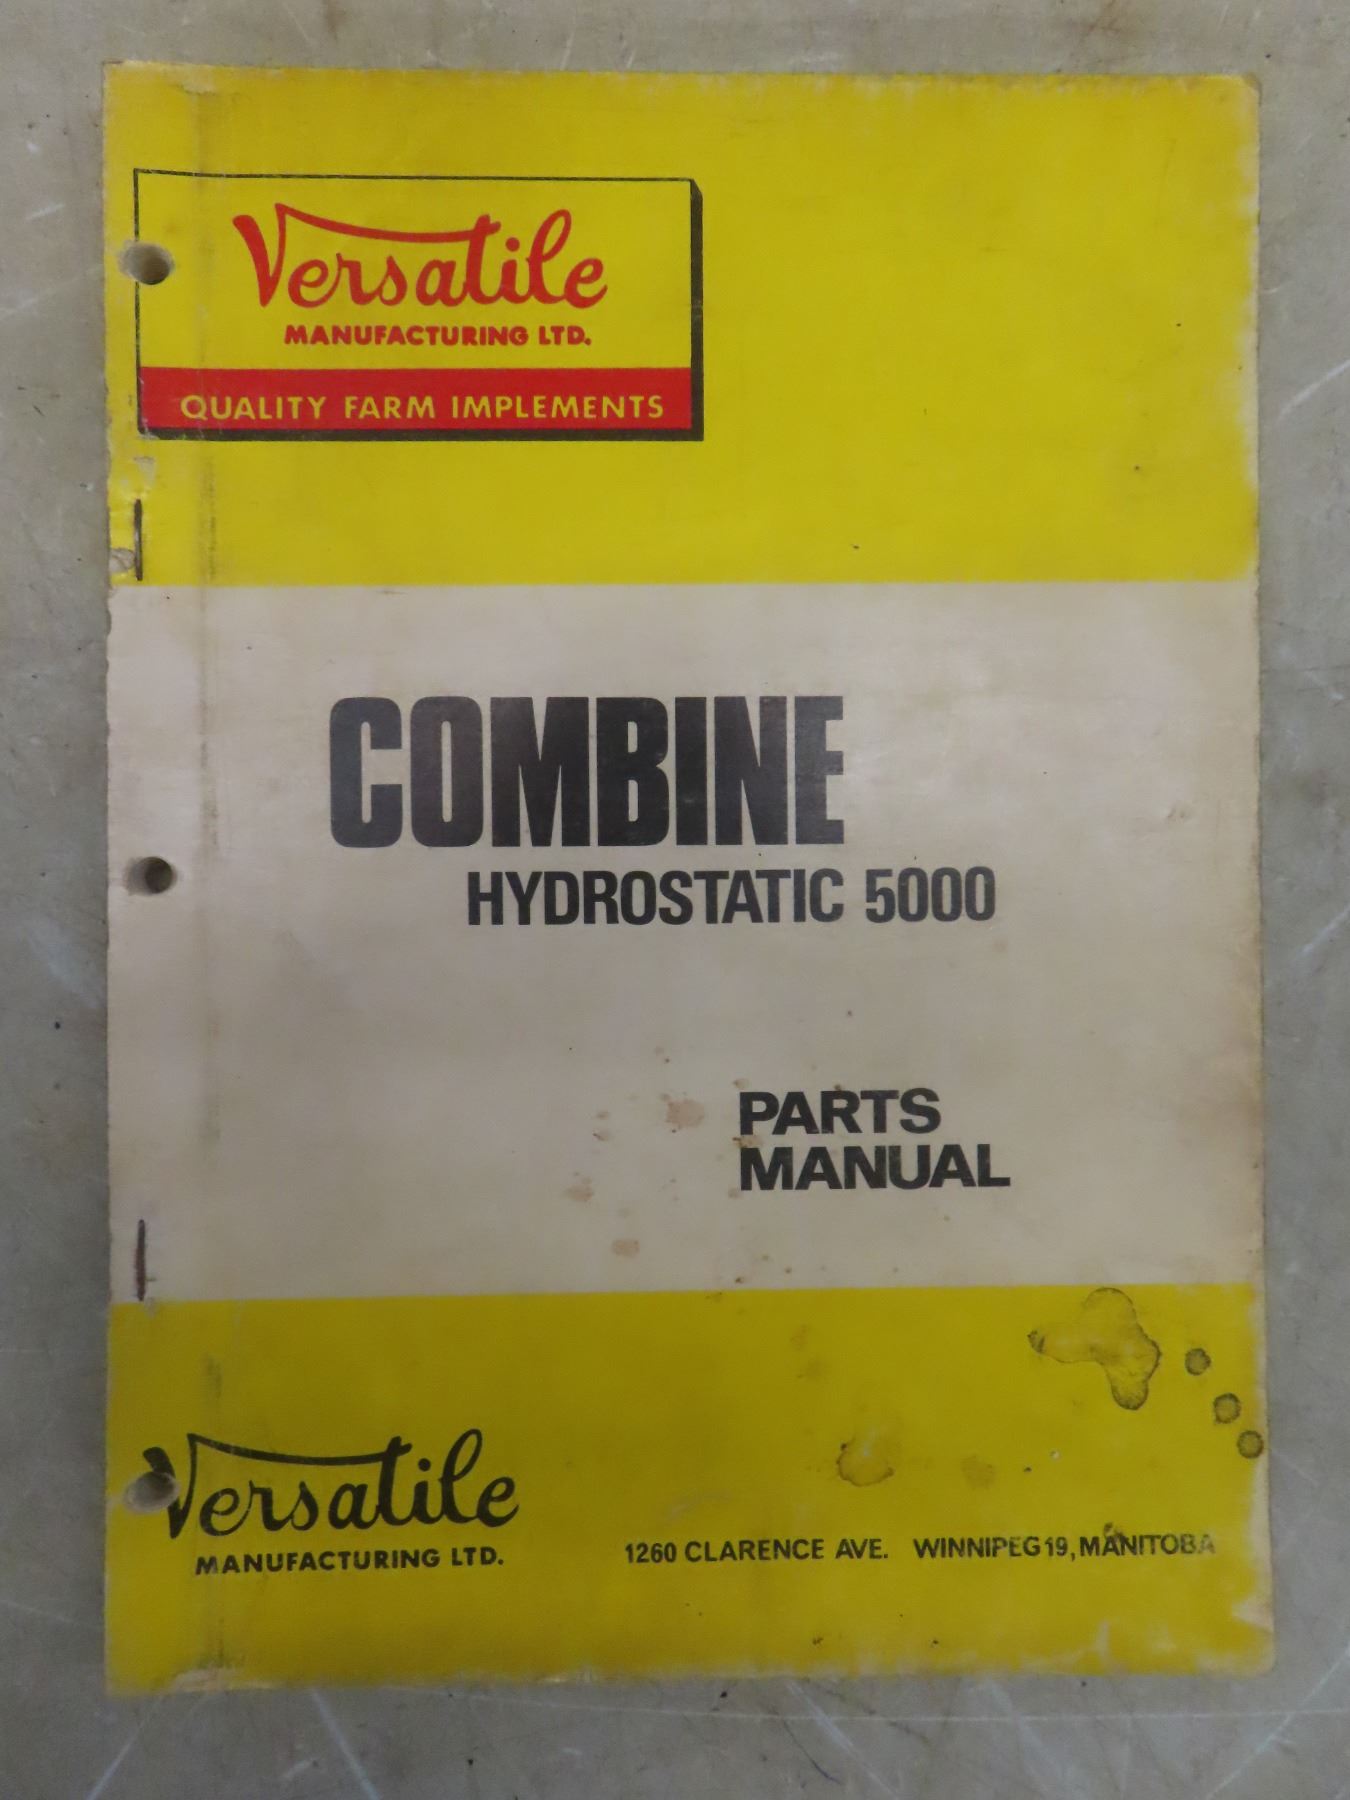 Versatile
MANUFACTURING LTD.
QUALITY FARM IMPLEMENTS
COMBINE
HYDROSTATIC 5000
PARTS
MANUAL
Versatile
MANUFACTURING LTD.
1260 CLARENCE AVE. WINNIPEG 19, MANITOBA